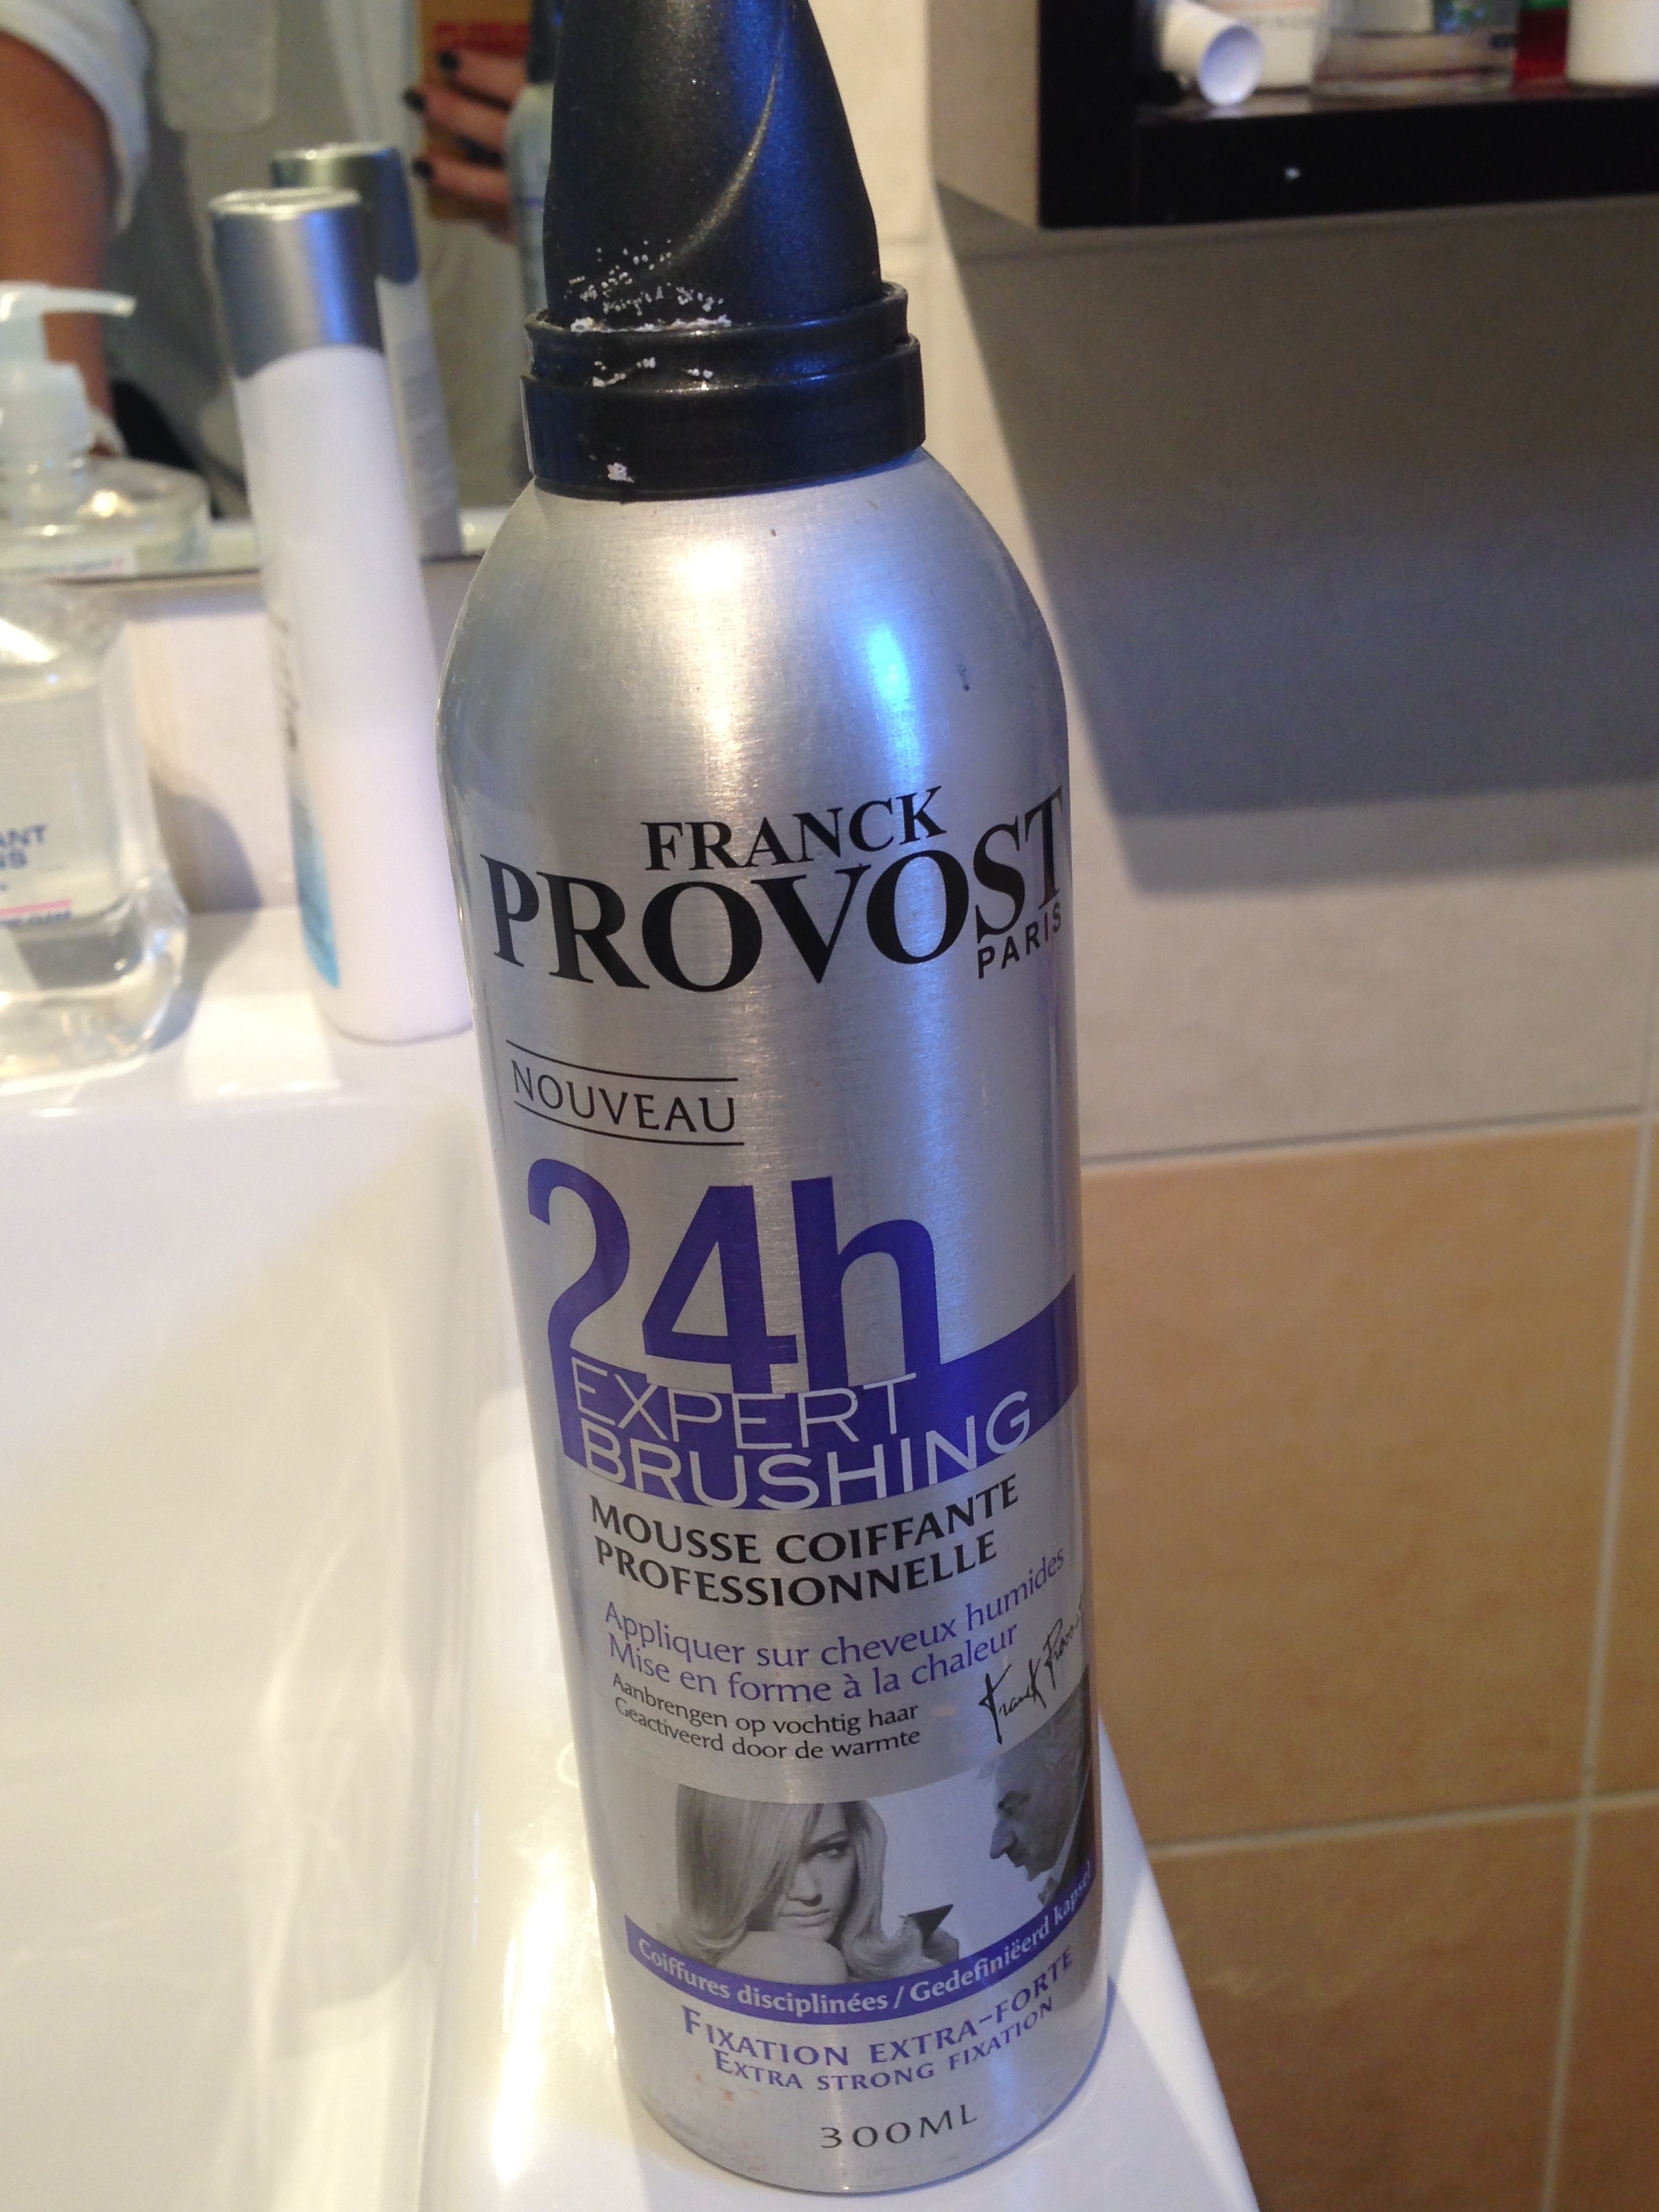 FRANCK
PROVOST
PARIS
NOUVEAU
24h
EXPERT
BRUSHING
MOUSSE COIFFANTE
PROFESSIONNELLE
Appliquer sur cheveux humides
Mise en forme à la chaleur
Aanbrengen op vochtig haar
Geactiveerd door de warmte
Franck Provost
Coiffures disciplinées / Gedefiniëerd kapsel
FIXATION EXTRA-FORTE
EXTRA STRONG FIXATION
300ML